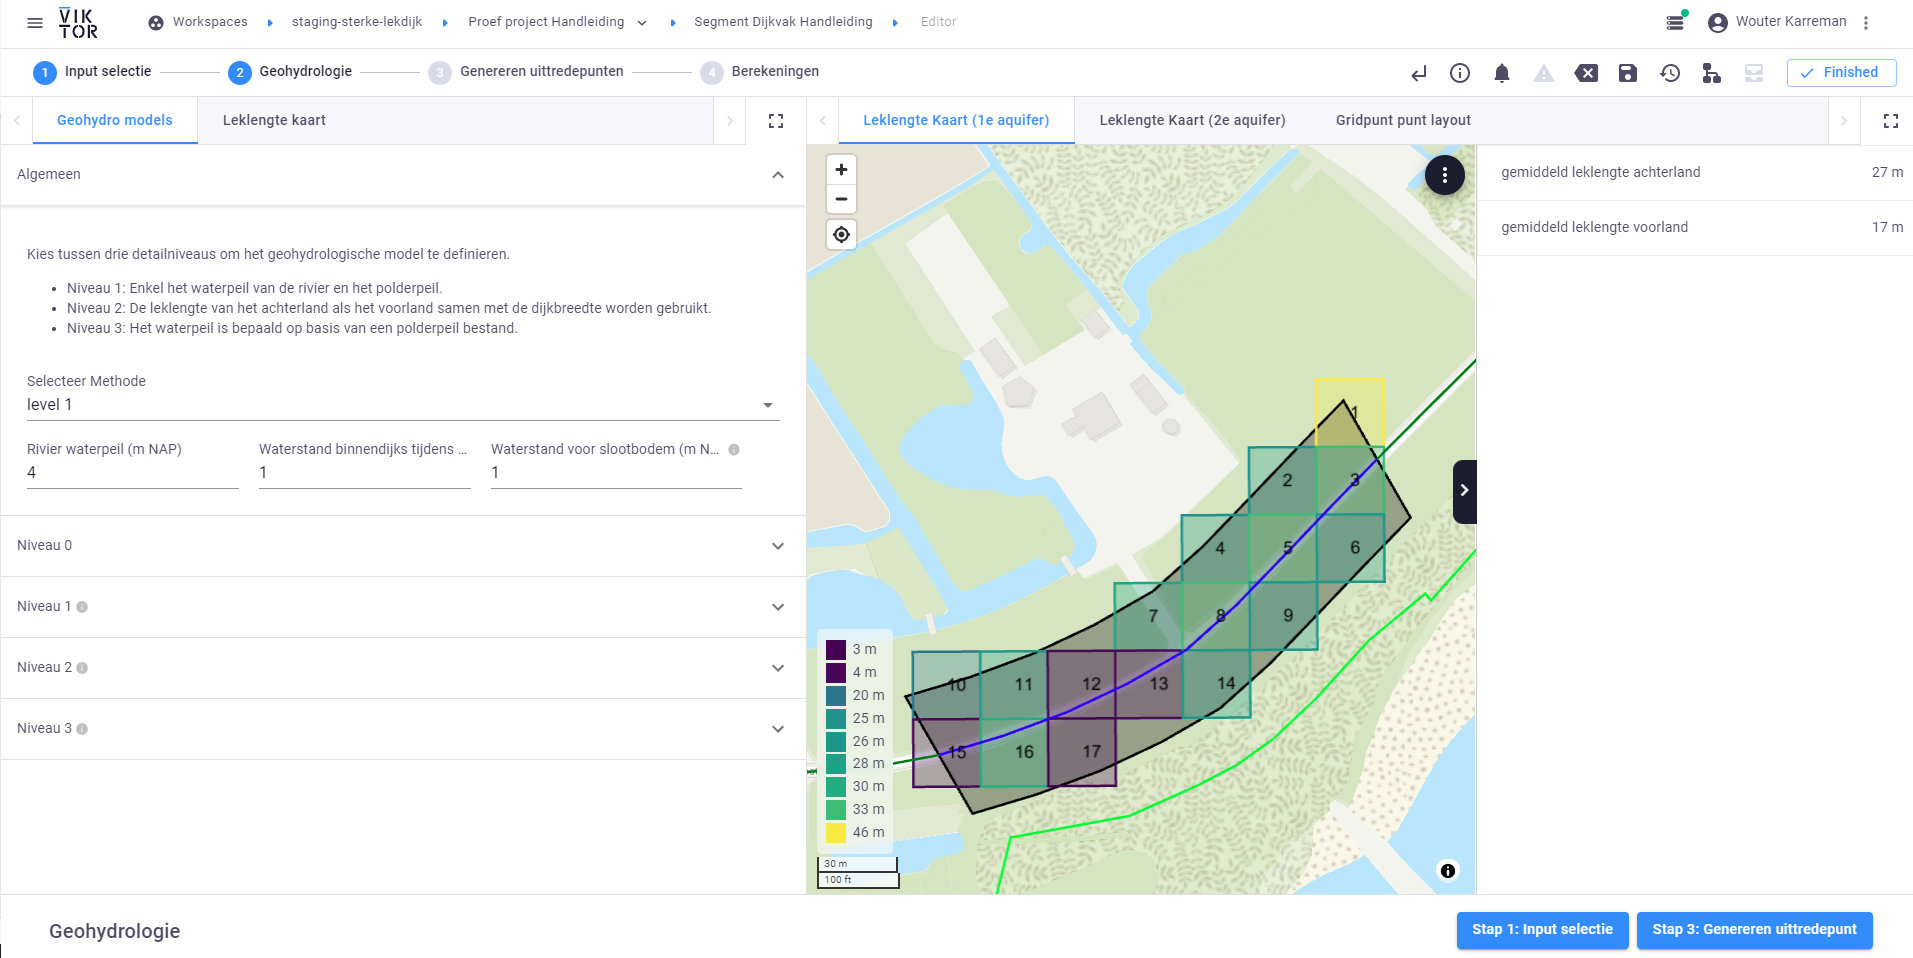 VIK
TOR
Workspaces
staging-sterke-lekdijk
Proef project Handleiding
Segment Dijkvak Handleiding
Editor
Wouter Karreman
1 Input selectie
2 Geohydrologie
3 Genereren uittredepunten
4 Berekeningen
Finished
Geohydro models
Leklengte kaart
Leklengte Kaart (1e aquifer)
Leklengte Kaart (2e aquifer)
Gridpunt punt layout
Algemeen
Kies tussen drie detailniveaus om het geohydrologische model te definieren.
• Niveau 1: Enkel het waterpeil van de rivier en het polderpeil.
• Niveau 2: De leklengte van het achterland als het voorland samen met de dijkbreedte worden gebruikt.
• Niveau 3: Het waterpeil is bepaald op basis van een polderpeil bestand.
Selecteer Methode
level 1
Rivier waterpeil (m NAP)
4
Waterstand binnendijks tijdens ...
1
Waterstand voor slootbodem (m N...
1
Niveau 0
Niveau 1
Niveau 2
Niveau 3
+
−
1
2
3
4
5
6
7
8
9
10
11
12
13
14
15
16
17
3 m
4 m
20 m
25 m
26 m
28 m
30 m
33 m
46 m
30 m
100 ft
gemiddeld leklengte achterland 27 m
gemiddeld leklengte voorland 17 m
Geohydrologie
Stap 1: Input selectie
Stap 3: Genereren uittredepunt